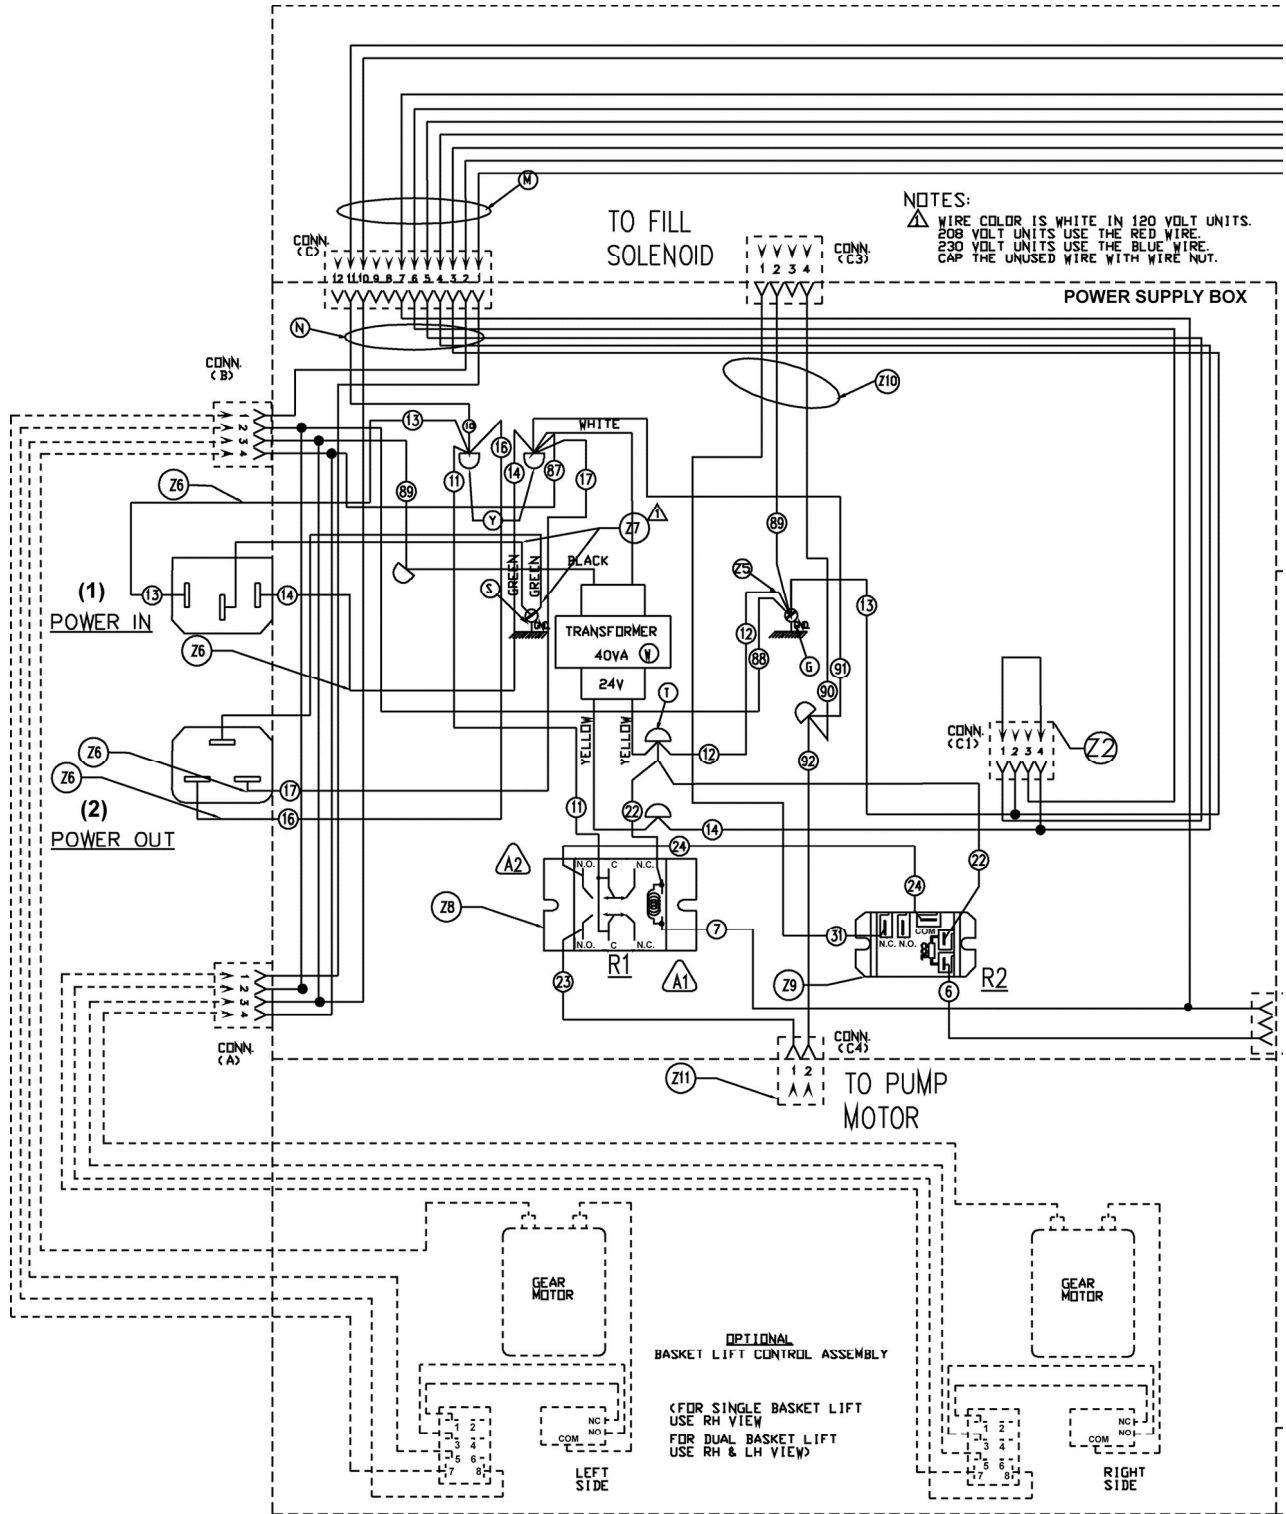 M
NOTES:
1 WIRE COLOR IS WHITE IN 120 VOLT UNITS.
208 VOLT UNITS USE THE RED WIRE.
230 VOLT UNITS USE THE BLUE WIRE.
CAP THE UNUSED WIRE WITH WIRE NUT.
TO FILL
SOLENOID
CONN.
(C)
12 11 10 9 8 7 6 5 4 3 2 1
CONN.
(C3)
1 2 3 4
POWER SUPPLY BOX
N
CONN.
(B)
1
2
3
4
Z10
13
10
16
WHITE
11
14
87
17
89
Z6
Y
Z7
1
89
BLACK
GREEN
GREEN
S
GND.
Z5
13
(1)
POWER IN
13
14
TRANSFORMER
40VA W
24V
12
88
GND.
G
91
90
Z6
T
YELLOW
YELLOW
12
92
CONN.
(C1)
1 2 3 4
Z2
Z6
Z6
17
(2)
16
POWER OUT
11
22
14
24
22
A2
N.O. C N.C.
24
Z8
7
31
N.C. N.O.
COM
N.O. C N.C.
R1
A1
23
Z9
6
R2
1
2
3
4
CONN.
(A)
CONN.
(C4)
1 2
Z11
TO PUMP
MOTOR
GEAR
MOTOR
GEAR
MOTOR
OPTIONAL
BASKET LIFT CONTROL ASSEMBLY
(FOR SINGLE BASKET LIFT
USE RH VIEW
FOR DUAL BASKET LIFT
USE RH & LH VIEW)
1 2
3 4
5 6
7 8
NC
NO
COM
LEFT
SIDE
1 2
3 4
5 6
7 8
NC
NO
COM
RIGHT
SIDE